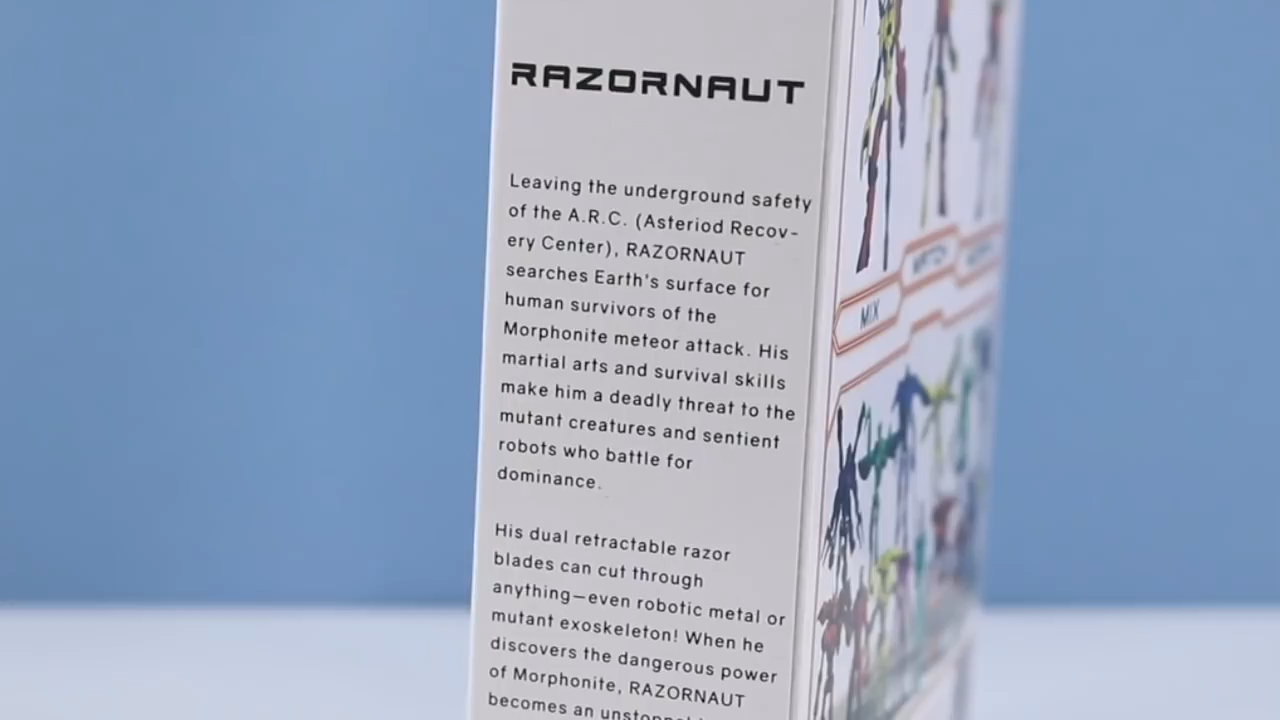 RAZORNAUT
Leaving the underground safety
of the A.R.C. (Asteriod Recov-
ery Center), RAZORNAUT
searches Earth's surface for
human survivors of the
Morphonite meteor attack. His
martial arts and survival skills
make him a deadly threat to the
mutant creatures and sentient
robots who battle for
dominance.
His dual retractable razor
blades can cut through
anything—even robotic metal or
mutant exoskeleton! When he
discovers the dangerous power
of Morphonite, RAZORNAUT
becomes an
MIX